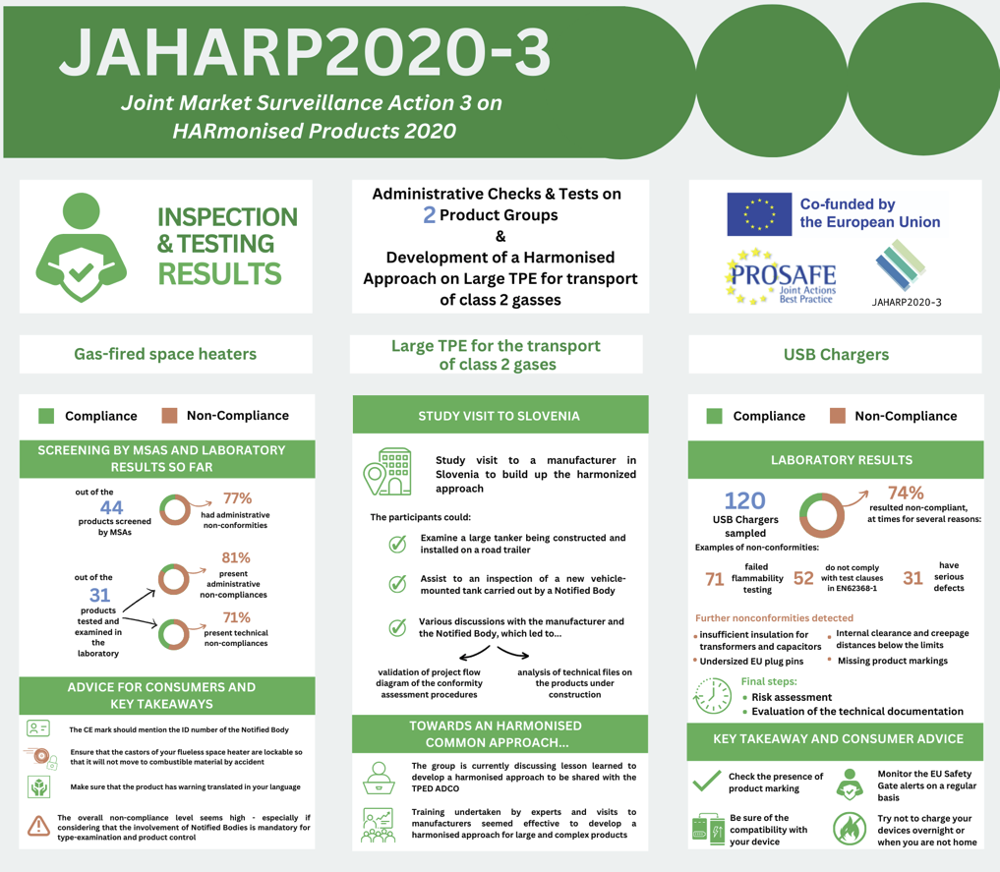 JAHARP2020-3
Joint Market Surveillance Action 3 on
HARmonised Products 2020
INSPECTION
& TESTING
RESULTS
Administrative Checks & Tests on
2 Product Groups
&
Development of a Harmonised
Approach on Large TPE for transport
of class 2 gasses
Co-funded by
the European Union
PROSAFE
Joint Actions
Best Practice
JAHARP2020-3
Gas-fired space heaters
Compliance
Non-Compliance
SCREENING BY MSAS AND LABORATORY
RESULTS SO FAR
out of the
44
products screened
by MSAs
77%
had administrative
non-conformities
out of the
31
products
tested and
examined in
the
laboratory
81%
present
administrative
non-compliances
71%
present technical
non-compliances
ADVICE FOR CONSUMERS AND
KEY TAKEAWAYS
The CE mark should mention the ID number of the Notified Body
Ensure that the castors of your flueless space heater are lockable so
that it will not move to combustible material by accident
Make sure that the product has warning translated in your language
The overall non-compliance level seems high - especially if
considering that the involvement of Notified Bodies is mandatory for
type-examination and product control
Large TPE for the transport
of class 2 gases
STUDY VISIT TO SLOVENIA
Study visit to a manufacturer in
Slovenia to build up the harmonized
approach
The participants could:
Examine a large tanker being constructed and
installed on a road trailer
Assist to an inspection of a new vehicle-
mounted tank carried out by a Notified Body
Various discussions with the manufacturer and
the Notified Body, which led to...
validation of project flow
diagram of the conformity
assessment procedures
analysis of technical files on
the products under
construction
TOWARDS AN HARMONISED
COMMON APPROACH...
The group is currently discussing lesson learned to
develop a harmonised approach to be shared with the
TPED ADCO
Training undertaken by experts and visits to
manufacturers seemed effective to develop a
harmonised approach for large and complex products
USB Chargers
Compliance
Non-Compliance
LABORATORY RESULTS
120
USB Chargers
sampled
74%
resulted non-compliant,
at times for several reasons:
Examples of non-conformities:
71
failed
flammability
testing
52
do not comply
with test clauses
in EN62368-1
31
have
serious
defects
Further nonconformities detected
insufficient insulation for
transformers and capacitors
Undersized EU plug pins
Internal clearance and creepage
distances below the limits
Missing product markings
Final steps:
Risk assessment
Evaluation of the technical documentation
KEY TAKEAWAY AND CONSUMER ADVICE
Check the presence of
product marking
Monitor the EU Safety
Gate alerts on a regular
basis
Be sure of the
compatibility with
your device
Try not to charge your
devices overnight or
when you are not home